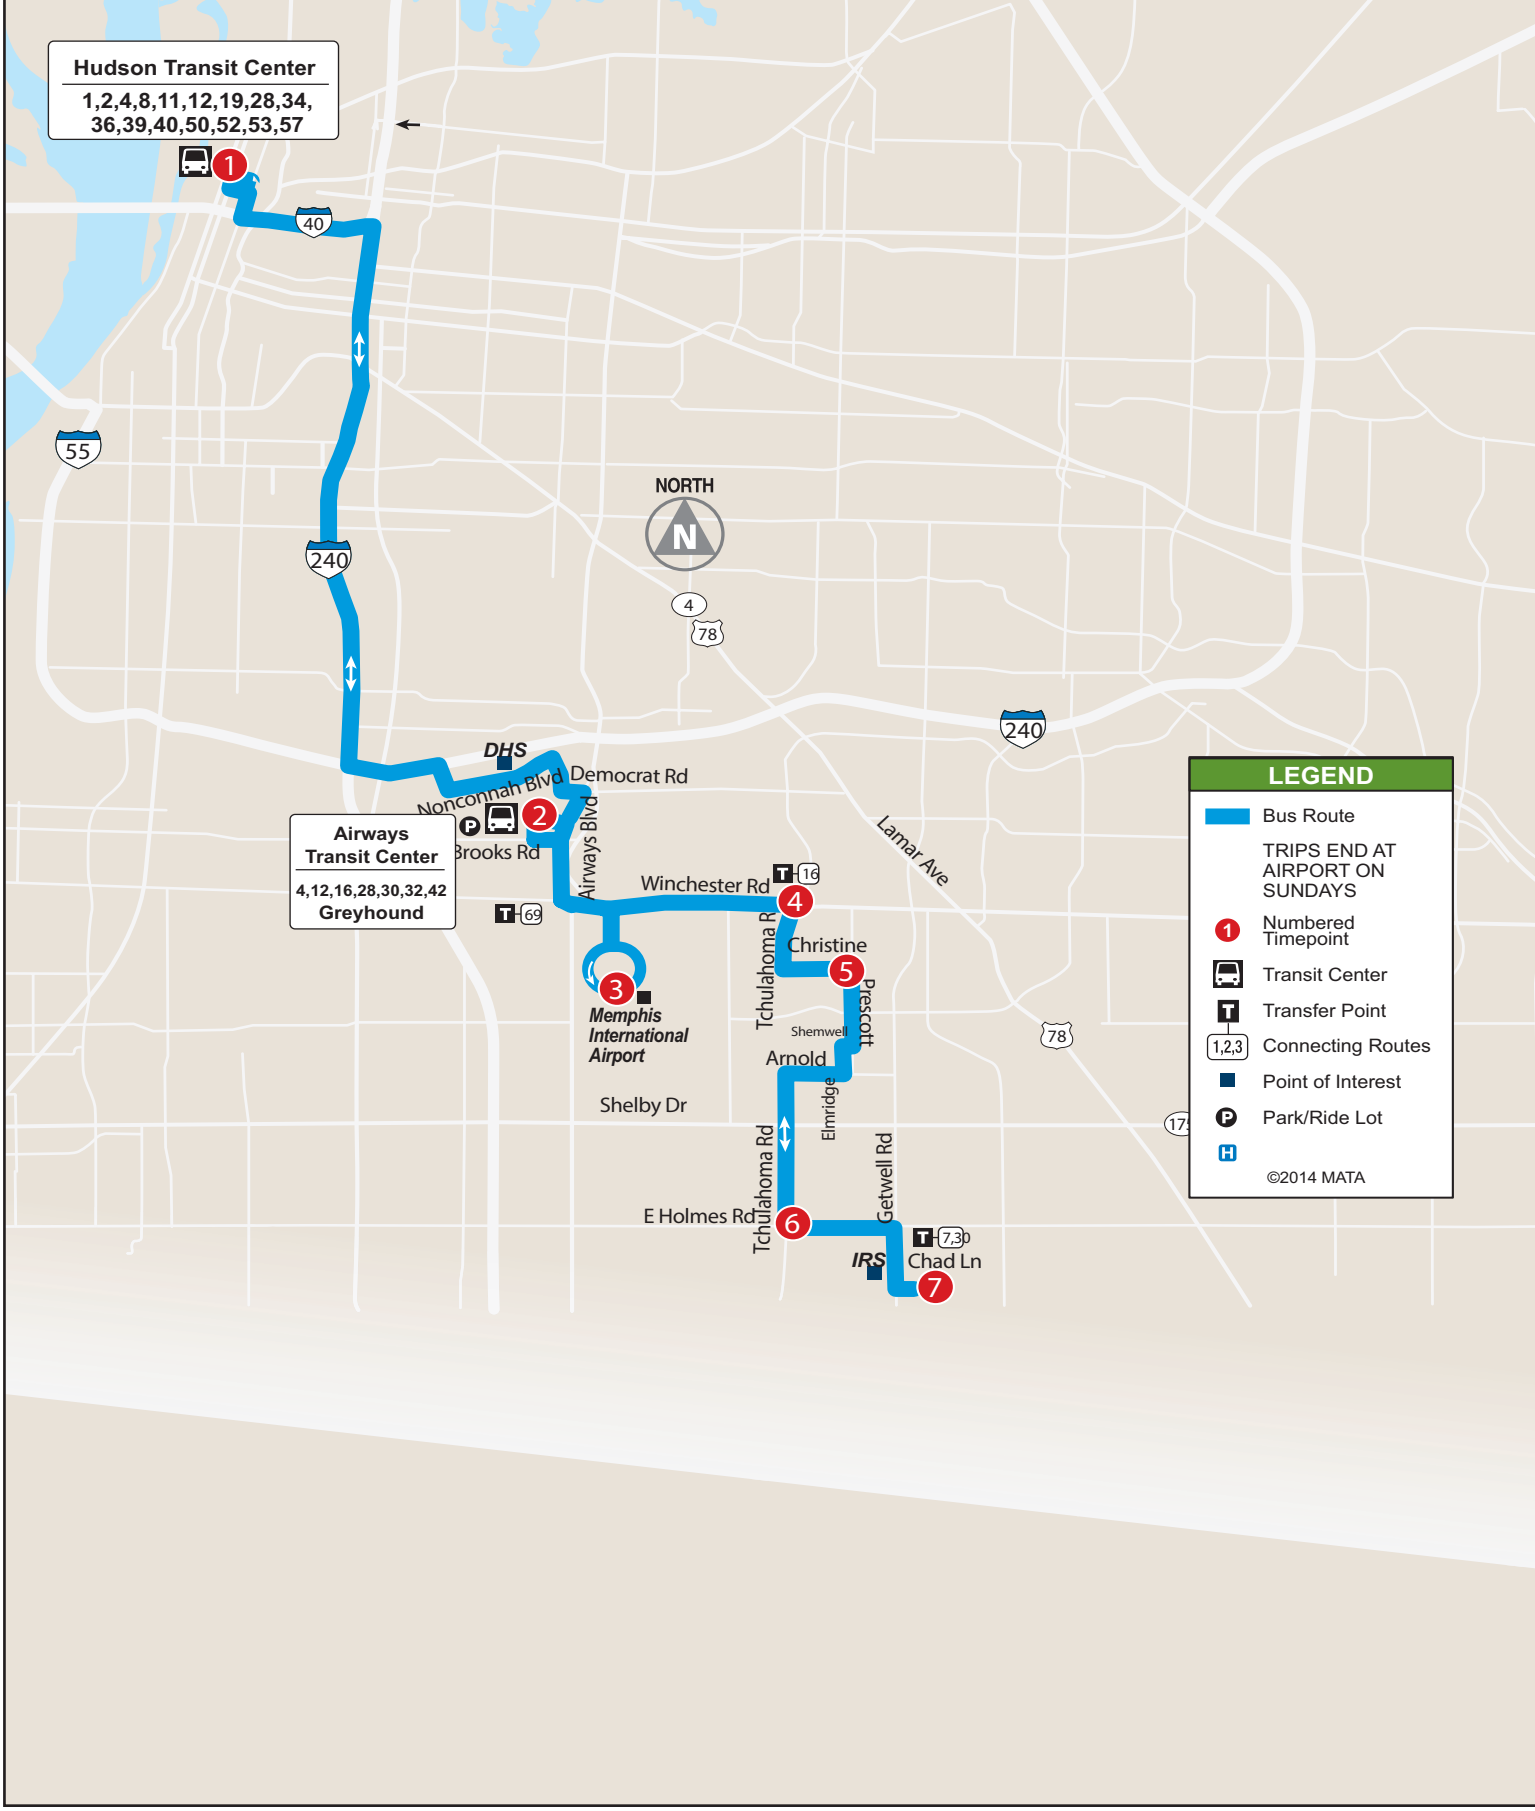 Hudson Transit Center
1,2,4,8,11,12,19,28,34,
36,39,40,50,52,53,57
1
40
55
NORTH
N
240
4
78
240
DHS
Democrat Rd
Nonconnah Blvd
2
P
Airways Blvd
Brooks Rd
Airways
Transit Center
4,12,16,28,30,32,42
Greyhound
Lamar Ave
T 16
Winchester Rd
4
T 69
Tchulahoma R
Christine
5
3
Prescott
Memphis
International
Airport
Shemwell
78
Arnold
Elmridge
Shelby Dr
Tchulahoma Rd
Getwell Rd
E Holmes Rd
6
T 7,30
IRS
Chad Ln
7
175
LEGEND
Bus Route
TRIPS END AT
AIRPORT ON
SUNDAYS
1 Numbered
Timepoint
Transit Center
T Transfer Point
1,2,3 Connecting Routes
Point of Interest
P Park/Ride Lot
H
©2014 MATA